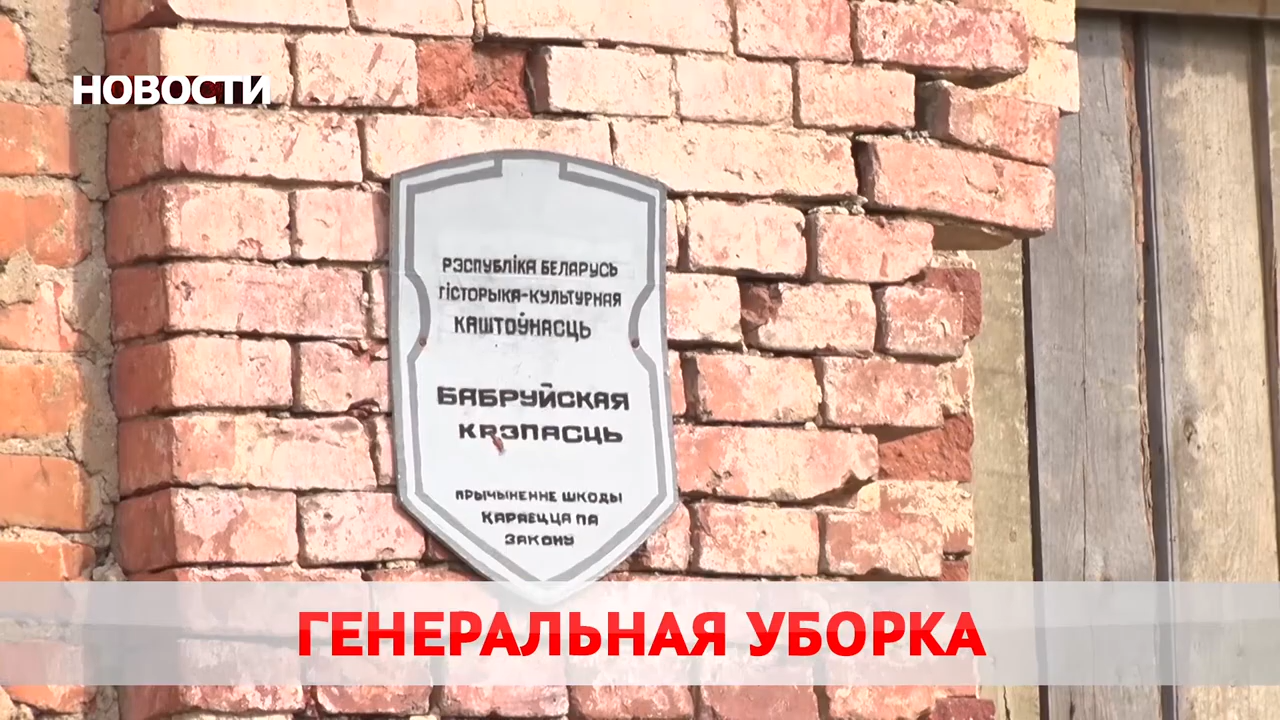 НОВОСТИ
РЭСПУБЛІКА БЕЛАРУСЬ
ГІСТОРЫКА-КУЛЬТУРНАЯ
КАШТОЎНАСЦЬ
БАБРУЙСКАЯ
КРЭПАСЦЬ
ПРЫЧЫНЕННЕ ШКОДЫ
КАРАЕЦЦА ПА
ЗАКОНУ
ГЕНЕРАЛЬНАЯ УБОРКА